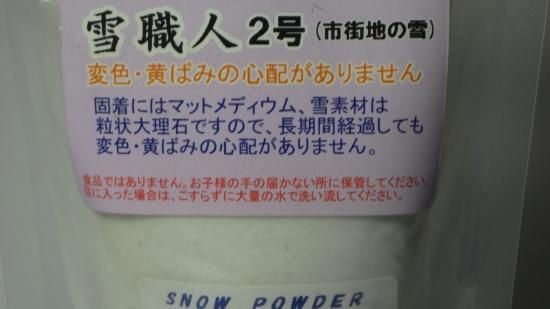 雪職人2号(市街地の雪)
変色・黄ばみの心配がありません
固着にはマットメディウム、雪素材は
粒状大理石ですので、長期間経過しても
変色・黄ばみの心配がありません。
食品ではありません。お子様の手の届かない所に保管してください。
目に入った場合は、こすらずに大量の水で洗い流してください。
SNOW POWDER